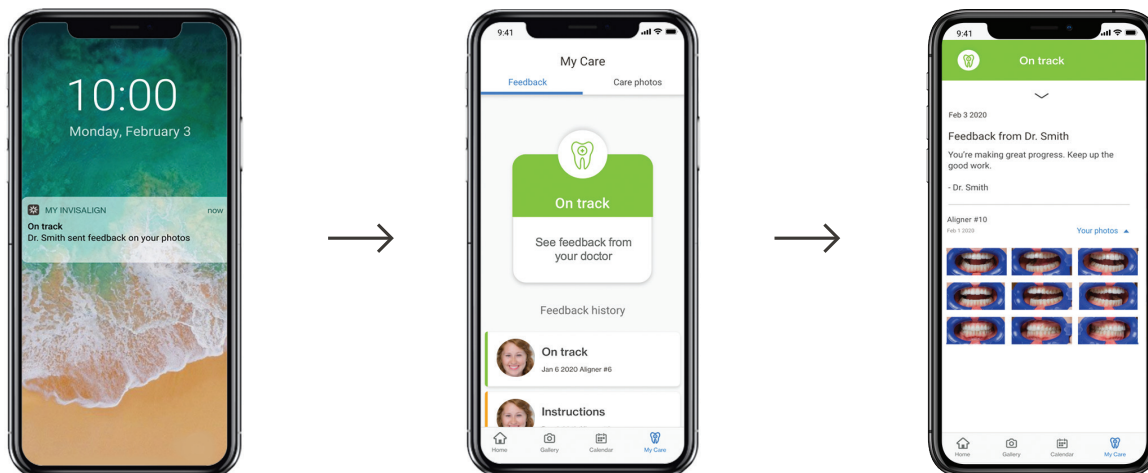 10:00
Monday, February 3
MY INVISALIGN now
On track
Dr. Smith sent feedback on your photos
9:41
My Care
Feedback Care photos
On track
See feedback from
your doctor
Feedback history
On track
Jan 6 2020 Aligner #6
Instructions
Home Gallery Calendar My Care
9:41
On track
Feb 3 2020
Feedback from Dr. Smith
You're making great progress. Keep up the
good work.
- Dr. Smith
Aligner #10
Feb 1 2020 Your photos
Home Gallery Calendar My Care